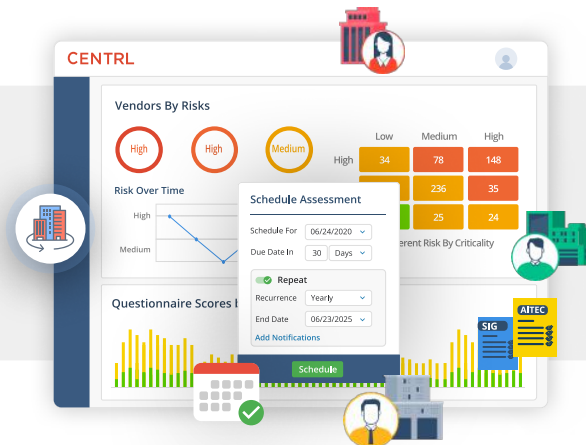 CENTRL
Vendors By Risks
High
High
Medium
Low Medium High
High 34 78 148
236 35
25 24
erent Risk By Criticality
Risk Over Time
High
Medium
Schedule Assessment
Schedule For 06/24/2020
Due Date In 30 Days
Repeat
Recurrence Yearly
End Date 06/23/2025
Add Notifications
Schedule
Questionnaire Scores
SIG
AITEC